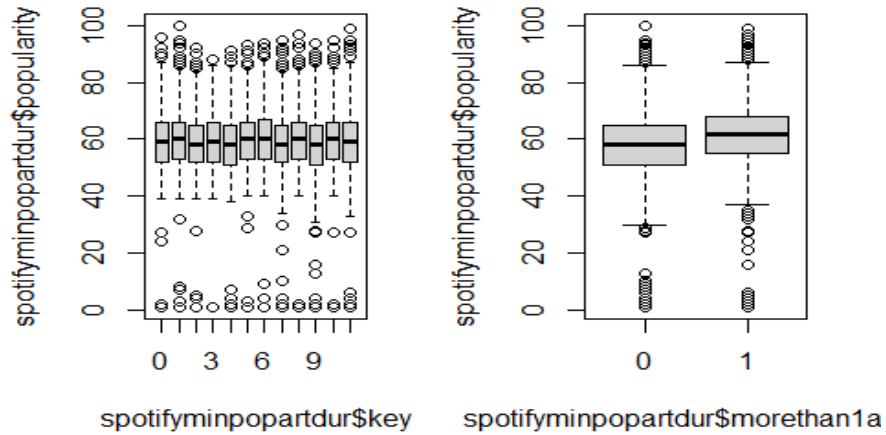 spotifyminpopartdur$popularity
100
80
60
40
20
0
0 3 6 9
spotifyminpopartdur$key
spotifyminpopartdur$popularity
100
80
60
40
20
0
0 1
spotifyminpopartdur$morethan1a